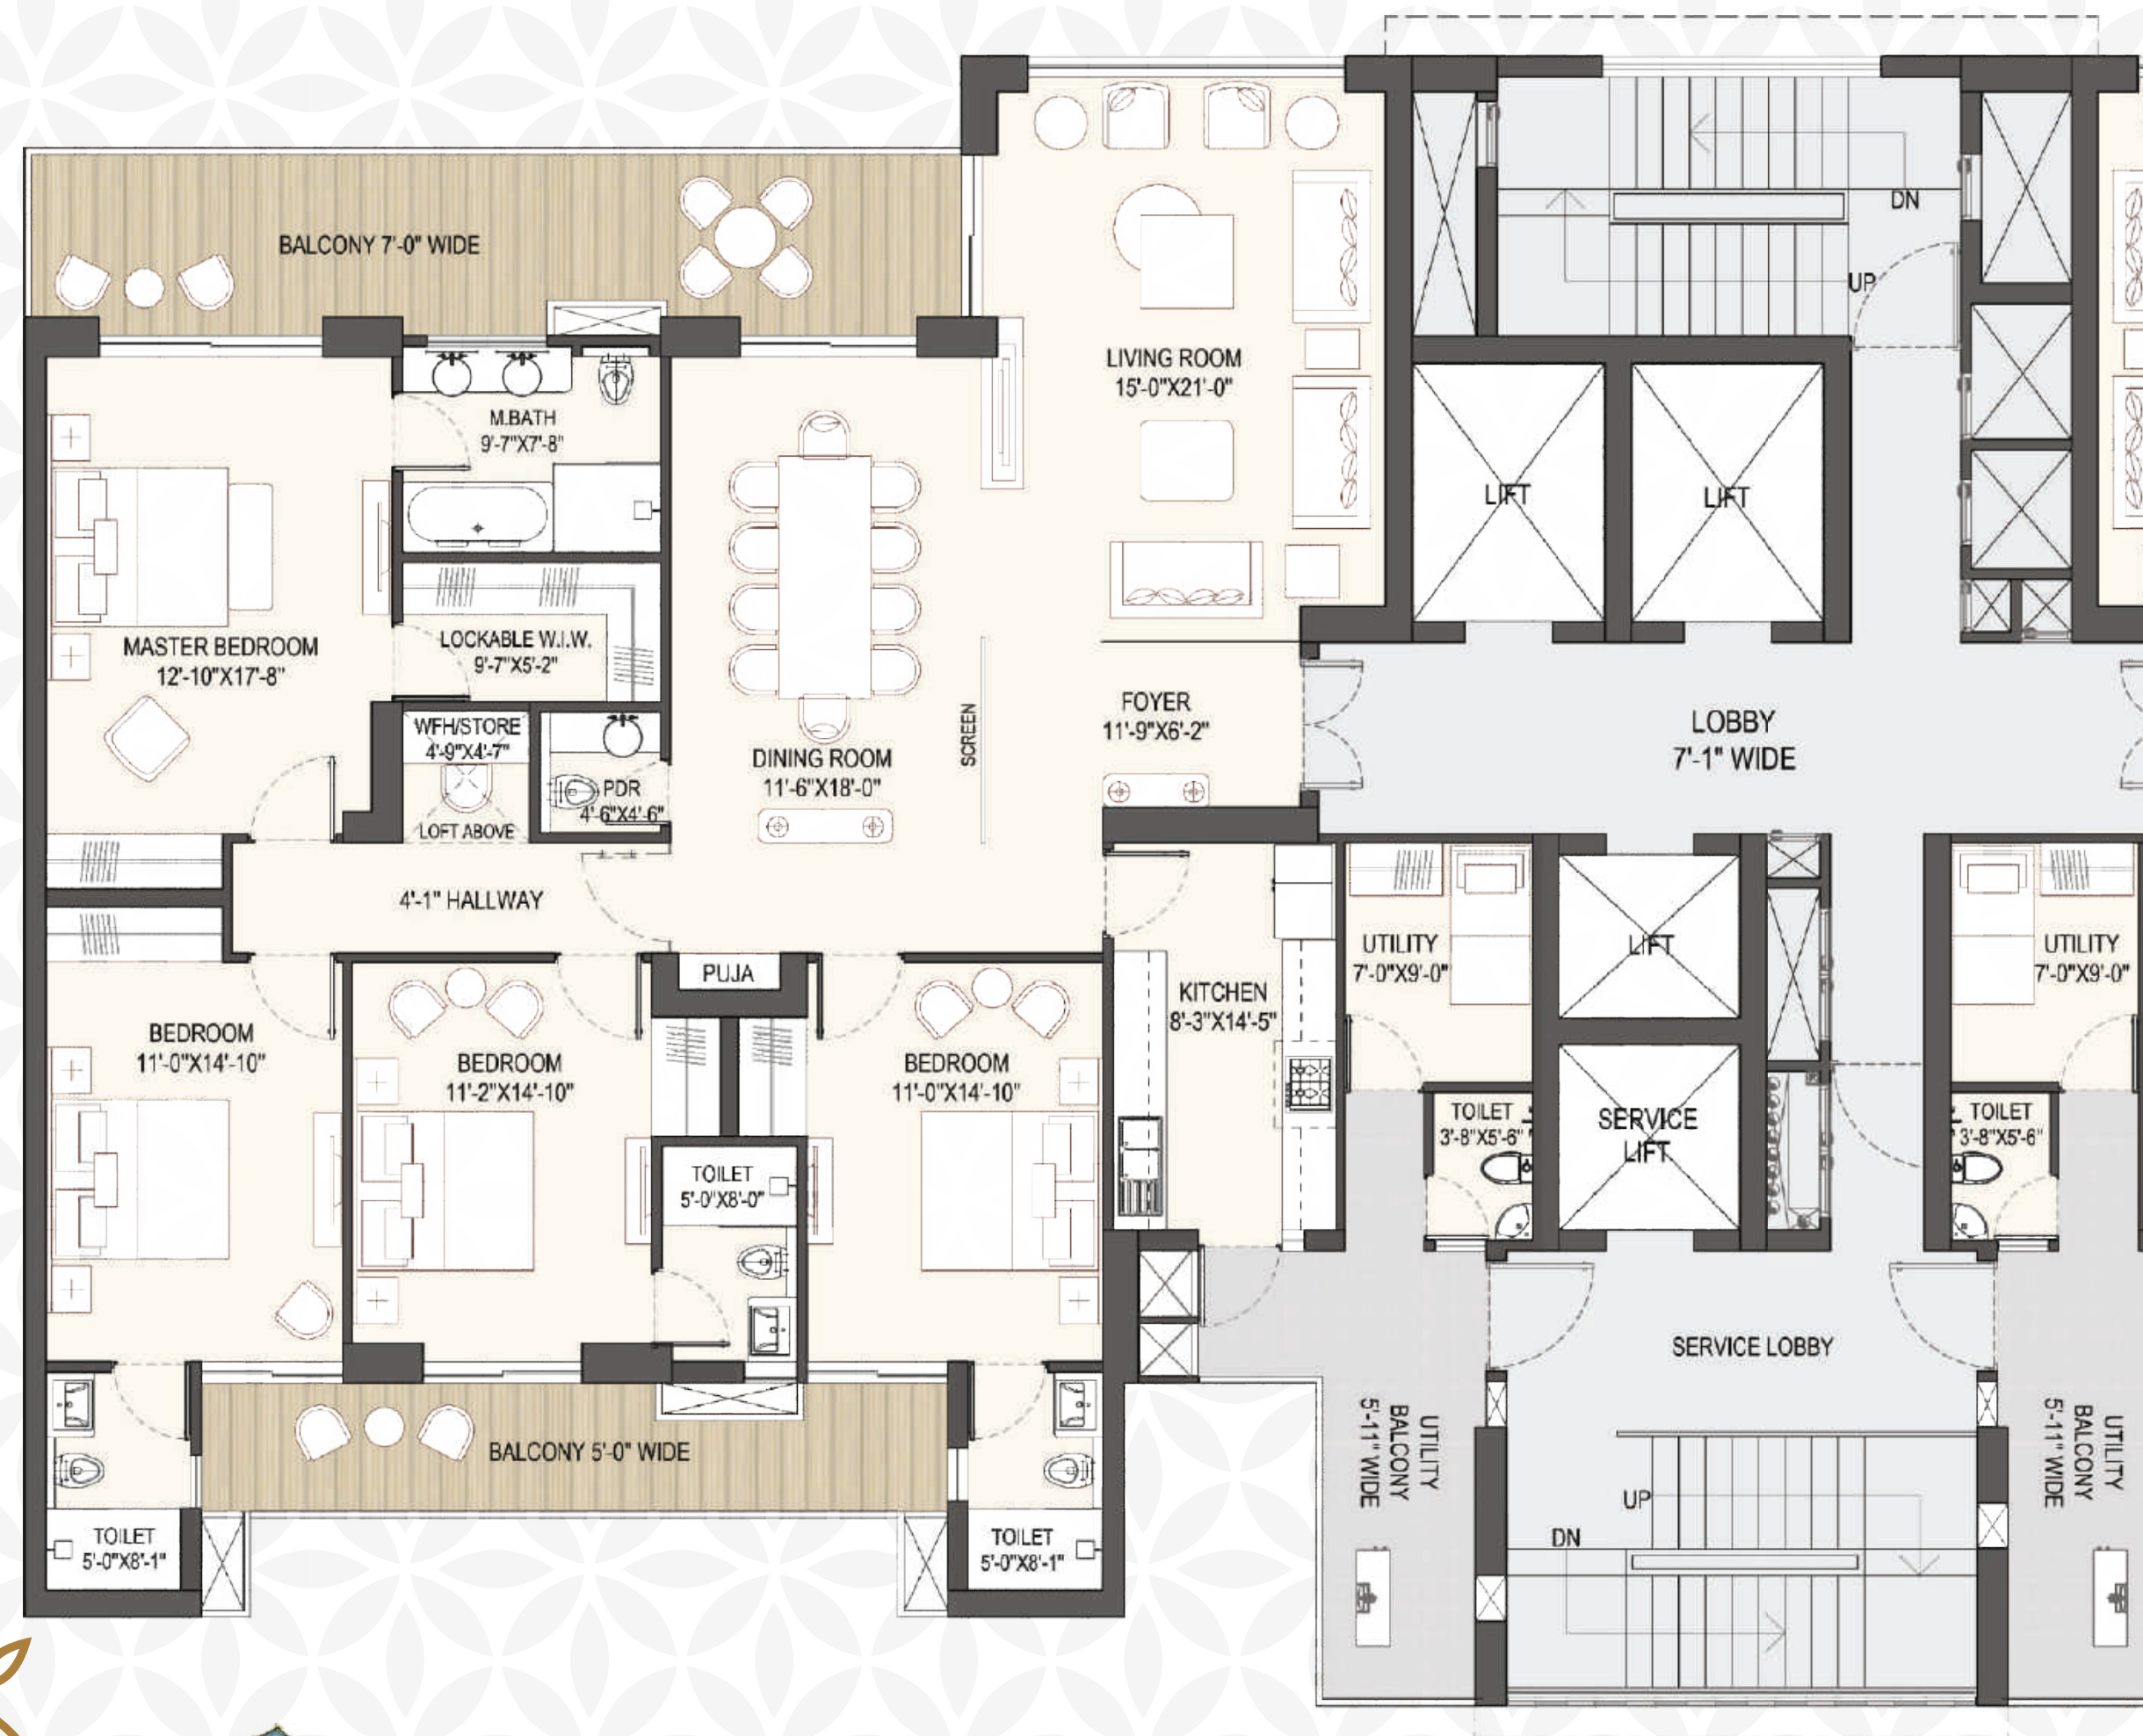 BALCONY 7'-0" WIDE
LIVING ROOM
15'-0"X21'-0"
DN
UP
M.BATH
9'-7"X7'-8"
LIFT
LIFT
MASTER BEDROOM
12'-10"X17'-8"
LOCKABLE W.I.W.
9'-7"X5'-2"
WFH/STORE
4'-9"X4'-7"
LOFT ABOVE
PDR
4'-6"X4'-6"
DINING ROOM
11'-6"X18'-0"
SCREEN
FOYER
11'-9"X6'-2"
LOBBY
7'-1" WIDE
4'-1" HALLWAY
PUJA
KITCHEN
8'-3"X14'-5"
UTILITY
7'-0"X9'-0"
LIFT
UTILITY
7'-0"X9'-0"
BEDROOM
11'-0"X14'-10"
BEDROOM
11'-2"X14'-10"
BEDROOM
11'-0"X14'-10"
TOILET
3'-8"X5'-6"
SERVICE
LIFT
TOILET
3'-8"X5'-6"
TOILET
5'-0"X8'-0"
SERVICE LOBBY
BALCONY 5'-0" WIDE
UTILITY
BALCONY
5'-11" WIDE
UTILITY
BALCONY
5'-11" WIDE
UP
DN
TOILET
5'-0"X8'-1"
TOILET
5'-0"X8'-1"